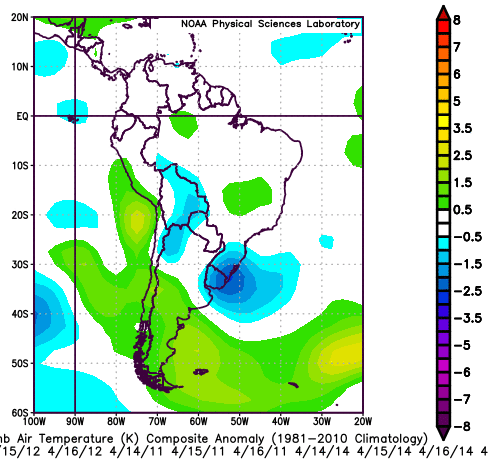 NOAA Physical Sciences Laboratory
20N
10N
EQ
10S
20S
30S
40S
50S
60S
100W 90W 80W 70W 60W 50W 40W 30W 20W
8
7
6
5
3.5
2.5
1.5
0.5
-0.5
-1.5
-2.5
-3.5
-5
-6
-7
-8
Air Temperature (K) Composite Anomaly (1981-2010 Climatology)
/15/12 4/16/12 4/14/11 4/15/11 4/16/11 4/14/14 4/15/14 4/16/14 4